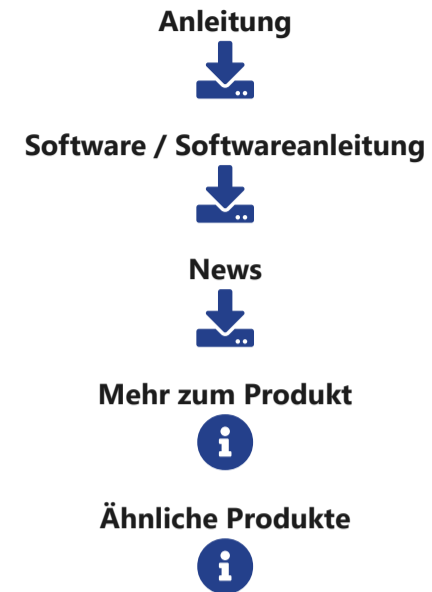 Anleitung
Software / Softwareanleitung
News
Mehr zum Produkt
Ähnliche Produkte